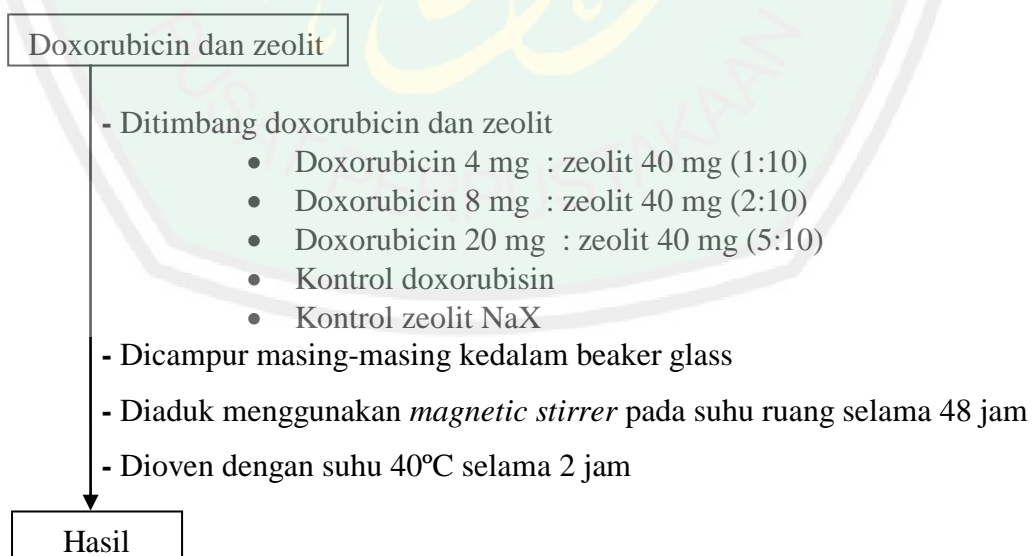 Doxorubicin dan zeolit
- Ditimbang doxorubicin dan zeolit
• Doxorubicin 4 mg : zeolit 40 mg (1:10)
• Doxorubicin 8 mg : zeolit 40 mg (2:10)
• Doxorubicin 20 mg : zeolit 40 mg (5:10)
• Kontrol doxorubisin
• Kontrol zeolit NaX
- Dicampur masing-masing kedalam beaker glass
- Diaduk menggunakan magnetic stirrer pada suhu ruang selama 48 jam
- Dioven dengan suhu 40ºC selama 2 jam
Hasil
PUSAT PERPUSTAKAAN